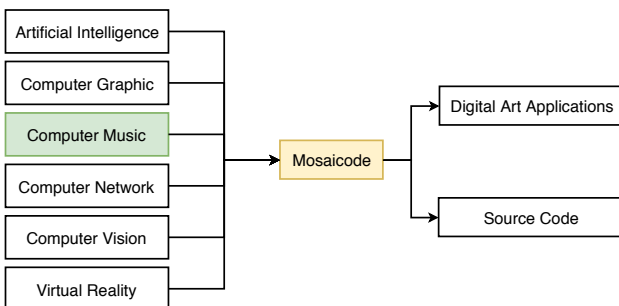 Artificial Intelligence
Computer Graphic
Computer Music
Computer Network
Computer Vision
Virtual Reality
Mosaicode
Digital Art Applications
Source Code